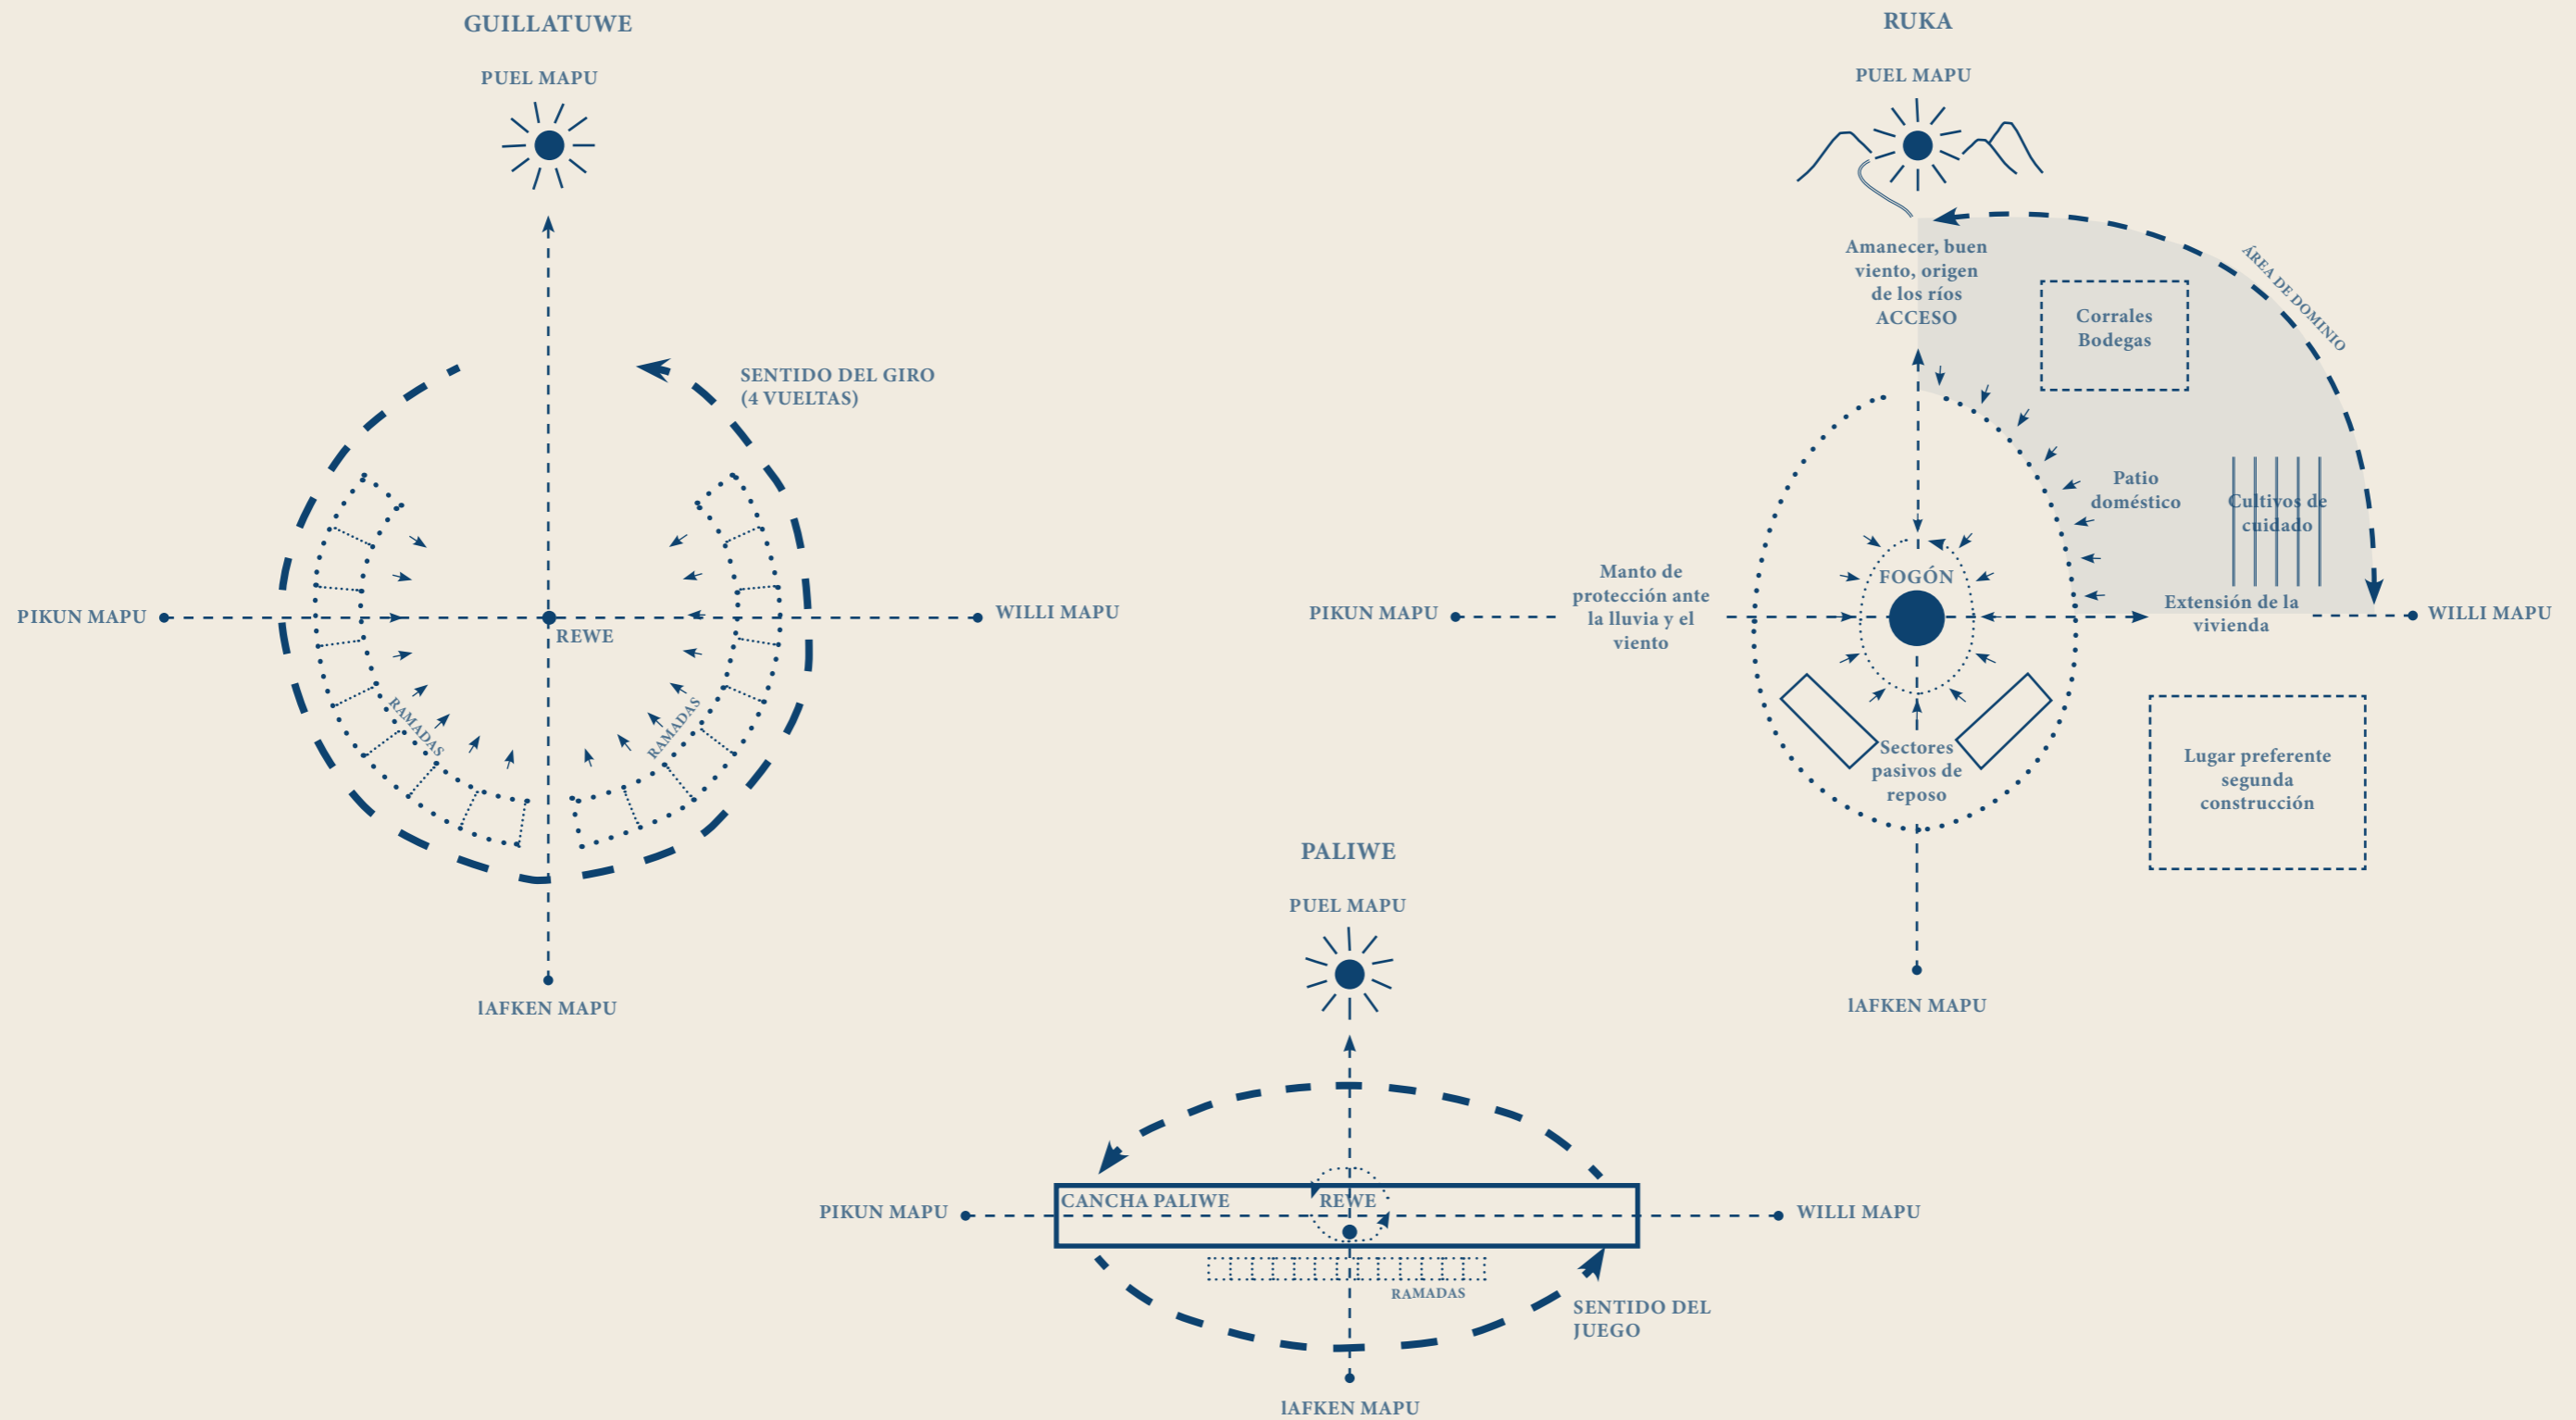 GUILLATUWE
PUEL MAPU
SENTIDO DEL GIRO
(4 VUELTAS)
PIKUN MAPU
WILLI MAPU
REWE
RAMADAS
RAMADAS
lAFKEN MAPU
RUKA
PUEL MAPU
Amanecer, buen
viento, origen
de los ríos
ACCESO
ÁREA DE DOMINIO
Corrales
Bodegas
Patio
doméstico
Cultivos de
cuidado
Manto de
protección ante
la lluvia y el
viento
FOGÓN
PIKUN MAPU
Extensión de la
vivienda
WILLI MAPU
Sectores
pasivos de
reposo
Lugar preferente
segunda
construcción
lAFKEN MAPU
PALIWE
PUEL MAPU
CANCHA PALIWE
REWE
PIKUN MAPU
WILLI MAPU
RAMADAS
SENTIDO DEL
JUEGO
lAFKEN MAPU